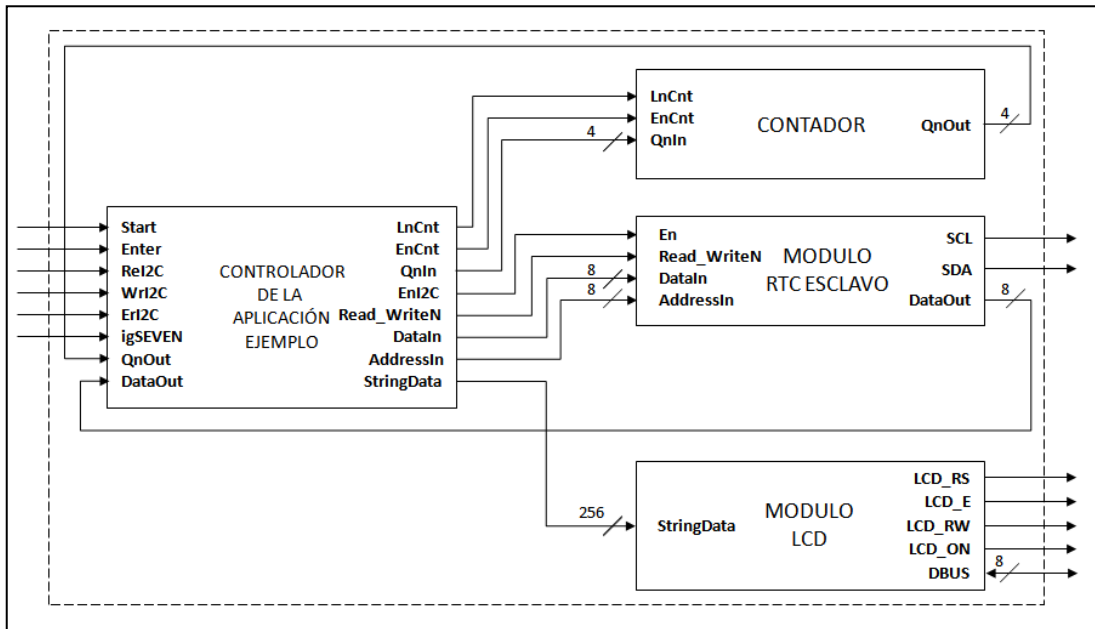 LnCnt
EnCnt
QnIn
4
CONTADOR
QnOut
4
Start
Enter
ReI2C
WrI2C
ErI2C
igSEVEN
QnOut
DataOut
CONTROLADOR
DE LA
APLICACIÓN
EJEMPLO
LnCnt
EnCnt
QnIn
EnI2C
Read_WriteN
DataIn
AddressIn
StringData
En
Read_WriteN
8
DataIn
8
AddressIn
MODULO
RTC ESCLAVO
SCL
SDA
DataOut
8
256
StringData
MODULO
LCD
LCD_RS
LCD_E
LCD_RW
LCD_ON
DBUS
8